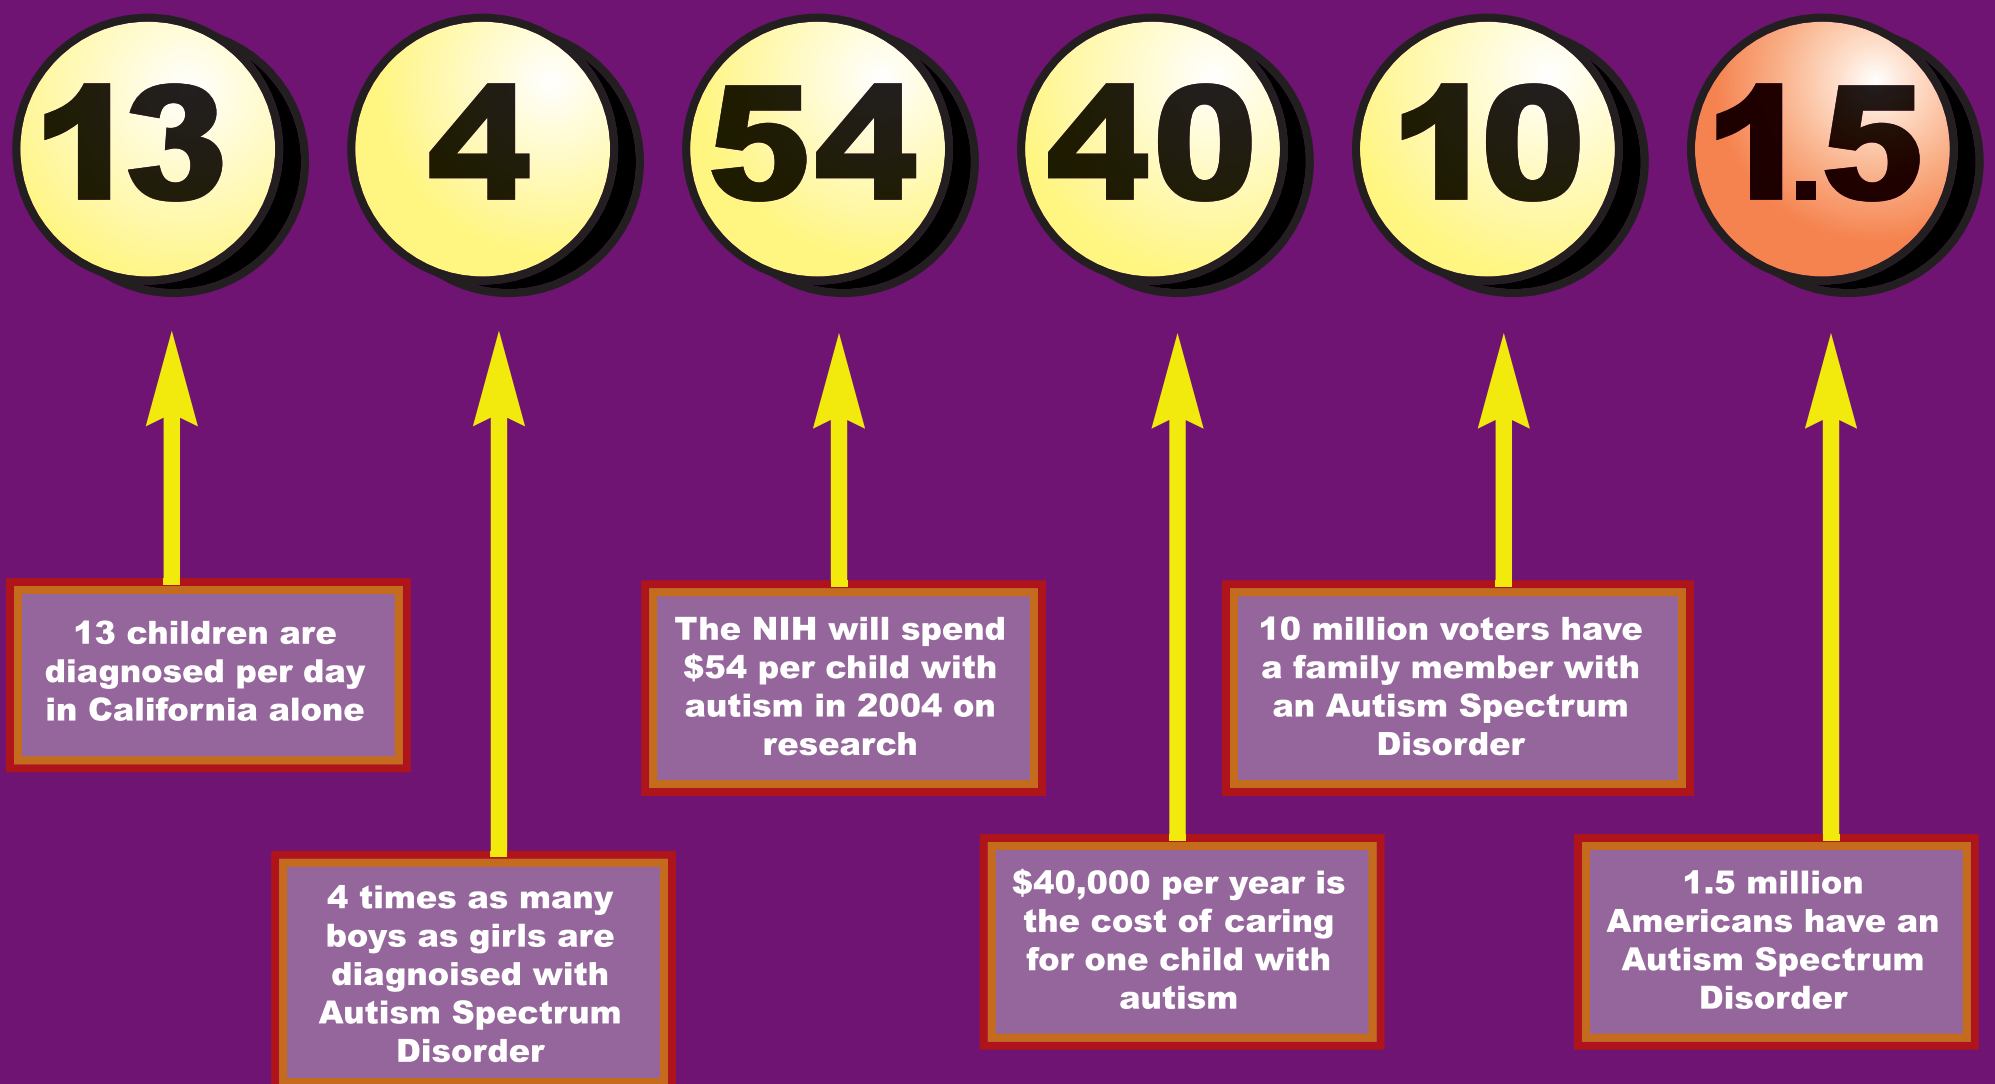 13
4
54
40
10
1.5
13 children are
diagnosed per day
in California alone
4 times as many
boys as girls are
diagnoised with
Autism Spectrum
Disorder
The NIH will spend
$54 per child with
autism in 2004 on
research
$40,000 per year is
the cost of caring
for one child with
autism
10 million voters have
a family member with
an Autism Spectrum
Disorder
1.5 million
Americans have an
Autism Spectrum
Disorder